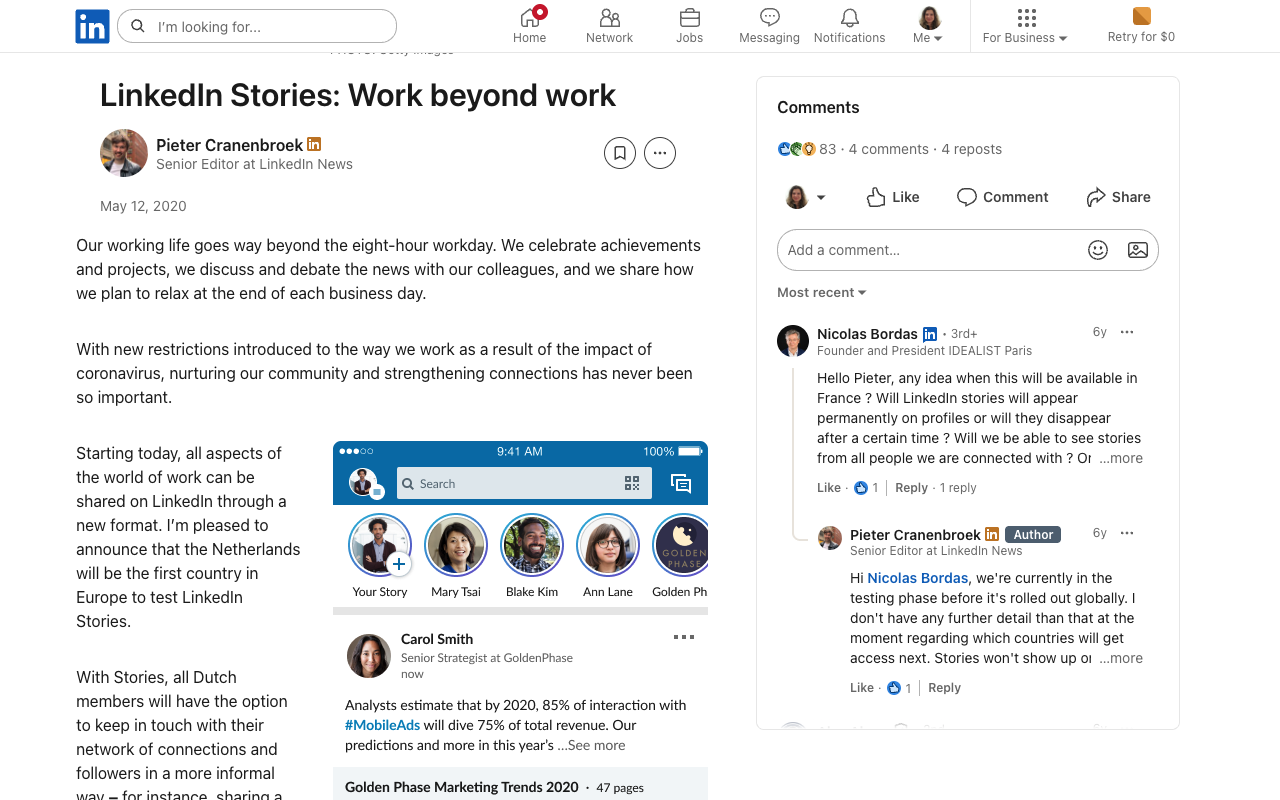 in
I'm looking for...
Home
Network
Jobs
Messaging
Notifications
Me
For Business
Retry for $0
LinkedIn Stories: Work beyond work
Pieter Cranenbroek in
Senior Editor at LinkedIn News
May 12, 2020
Our working life goes way beyond the eight-hour workday. We celebrate achievements
and projects, we discuss and debate the news with our colleagues, and we share how
we plan to relax at the end of each business day.
With new restrictions introduced to the way we work as a result of the impact of
coronavirus, nurturing our community and strengthening connections has never been
so important.
Starting today, all aspects of
the world of work can be
shared on LinkedIn through a
new format. I'm pleased to
announce that the Netherlands
will be the first country in
Europe to test LinkedIn
Stories.
With Stories, all Dutch
members will have the option
to keep in touch with their
network of connections and
followers in a more informal
way – for instance, sharing a
9:41 AM
100%
Search
GOLDEN
PHASE
Your Story
Mary Tsai
Blake Kim
Ann Lane
Golden Ph
Carol Smith
Senior Strategist at GoldenPhase
now
Analysts estimate that by 2020, 85% of interaction with
#MobileAds will dive 75% of total revenue. Our
predictions and more in this year's ...See more
Golden Phase Marketing Trends 2020 · 47 pages
Comments
83 · 4 comments · 4 reposts
Like
Comment
Share
Add a comment...
Most recent
Nicolas Bordas in · 3rd+
6y
Founder and President IDEALIST Paris
Hello Pieter, any idea when this will be available in
France ? Will LinkedIn stories will appear
permanently on profiles or will they disappear
after a certain time ? Will we be able to see stories
from all people we are connected with ? Or ...more
Like · 1 | Reply · 1 reply
Pieter Cranenbroek in Author
6y
Senior Editor at LinkedIn News
Hi Nicolas Bordas, we're currently in the
testing phase before it's rolled out globally. I
don't have any further detail than that at the
moment regarding which countries will get
access next. Stories won't show up on ...more
Like · 1 | Reply